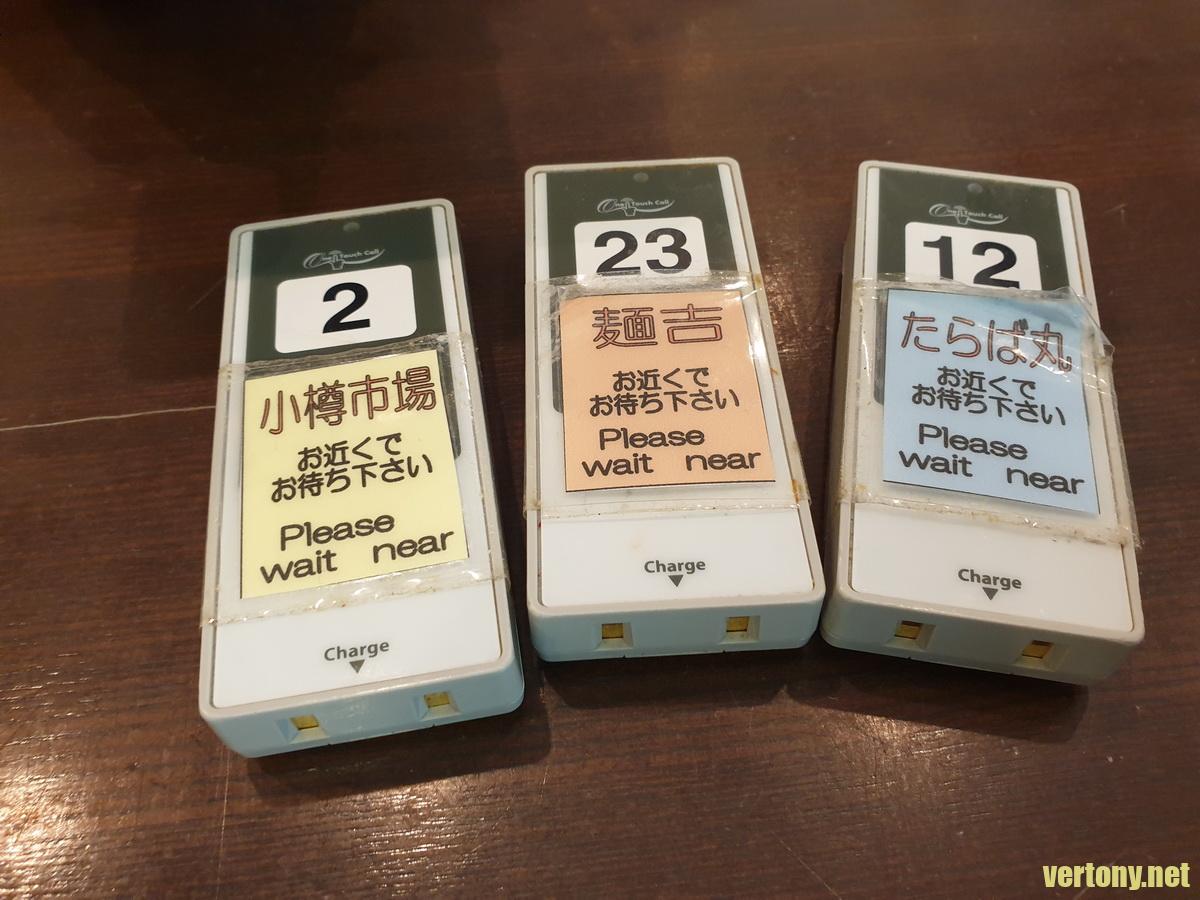 One Touch Call
2
小樽市場
お近くで
お待ち下さい
Please
wait near
Charge
One Touch Call
23
麺吉
お近くで
お待ち下さい
Please
wait near
Charge
One Touch Call
12
たらば丸
お近くで
お待ち下さい
Please
wait near
Charge
vertony.net